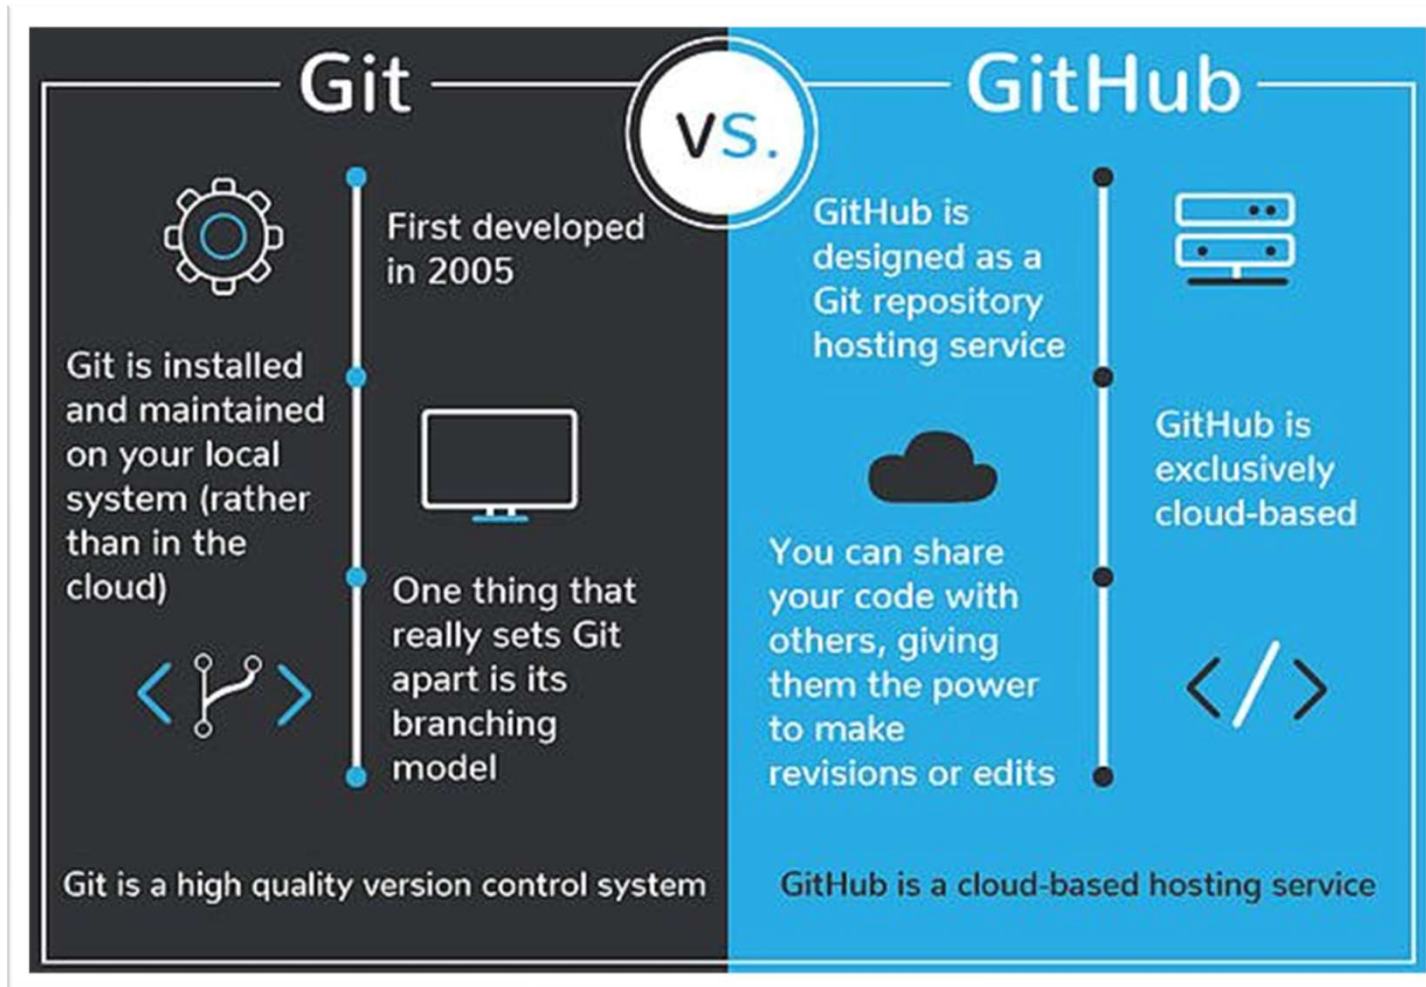 Git
vs.
GitHub
First developed
in 2005
Git is installed
and maintained
on your local
system (rather
than in the
cloud)
One thing that
really sets Git
apart is its
branching
model
Git is a high quality version control system
GitHub is
designed as a
Git repository
hosting service
GitHub is
exclusively
cloud-based
You can share
your code with
others, giving
them the power
to make
revisions or edits
GitHub is a cloud-based hosting service